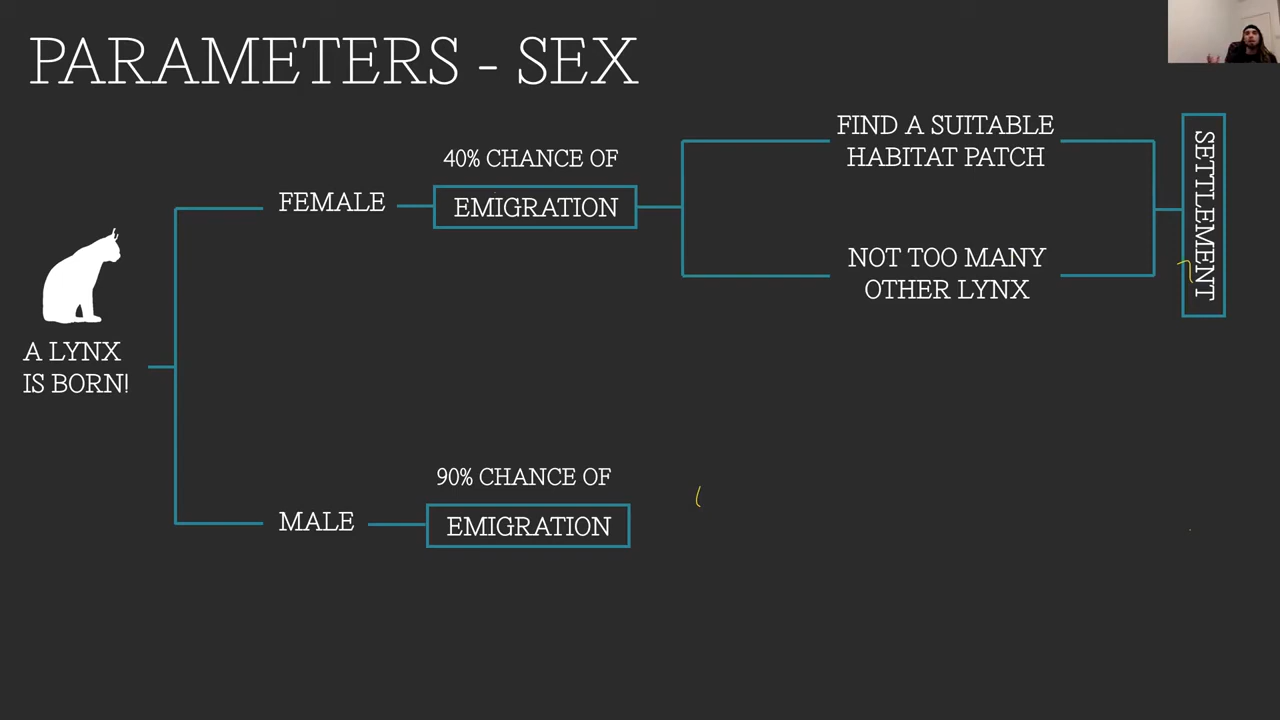 PARAMETERS - SEX
A LYNX
IS BORN!
FEMALE
40% CHANCE OF
EMIGRATION
FIND A SUITABLE
HABITAT PATCH
NOT TOO MANY
OTHER LYNX
SETTLEMENT
MALE
90% CHANCE OF
EMIGRATION